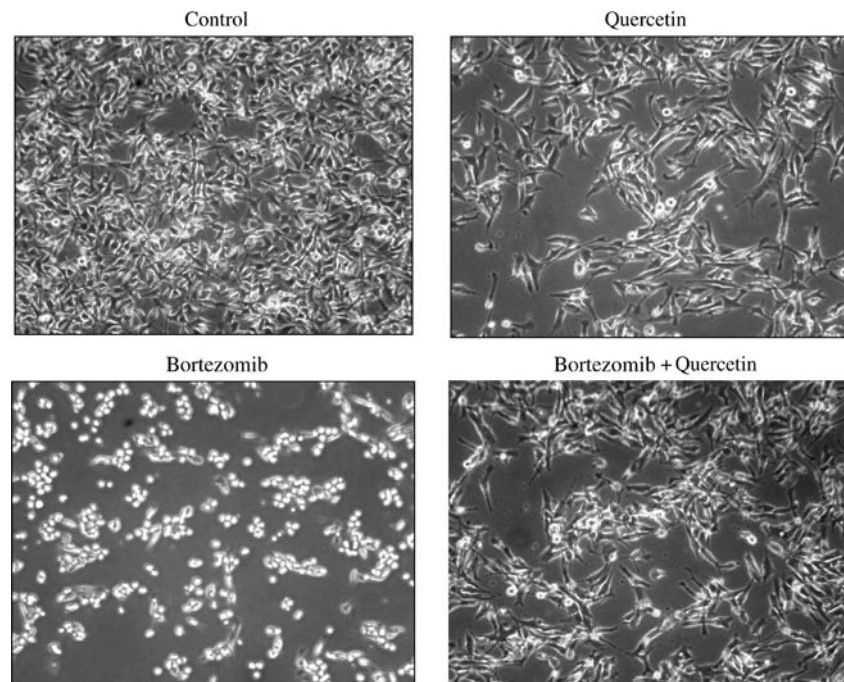 Control
Quercetin
Bortezomib
Bortezomib + Quercetin